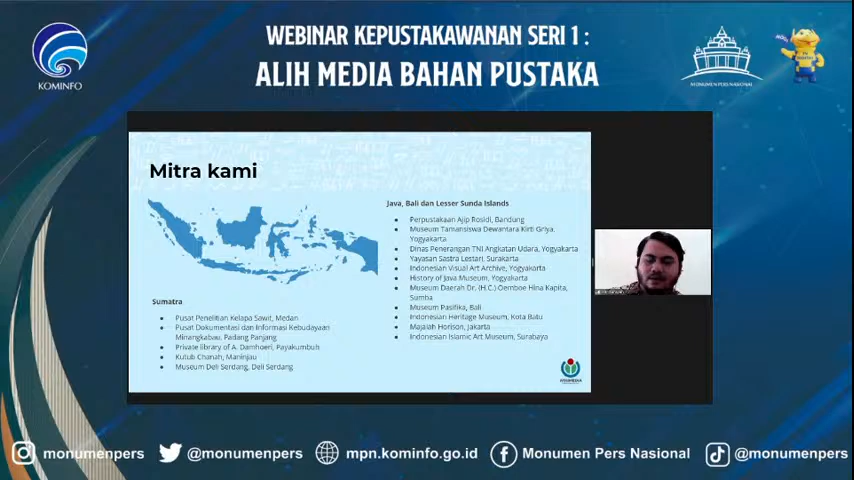 WEBINAR KEPUSTAKAWANAN SERI 1 :
ALIH MEDIA BAHAN PUSTAKA
KOMINFO
MONUMEN PERS NASIONAL
Mitra kami
Sumatra
Pusat Penelitian Kelapa Sawit, Medan
Pusat Dokumentasi dan Informasi Kebudayaan
Minangkabau, Padang Panjang
Private library of A. Damhoeri, Payakumbuh
Kutub Chanah, Maninjau
Museum Deli Serdang, Deli Serdang
Java, Bali dan Lesser Sunda Islands
Perpustakaan Ajip Rosidi, Bandung
Museum Tamansiswa Dewantara Kirti Griya,
Yogyakarta
Dinas Penerangan TNI Angkatan Udara, Yogyakarta
Yayasan Sastra Lestari, Surakarta
Indonesian Visual Art Archive, Yogyakarta
History of Java Museum, Yogyakarta
Museum Daerah Dr. (H.C.) Oemboe Hina Kapita,
Sumba
Museum Pasifika, Bali
Indonesian Heritage Museum, Kota Batu
Majalah Horison, Jakarta
Indonesian Islamic Art Museum, Surabaya
WIKIMEDIA
@monumenpers
@monumenpers
mpn.kominfo.go.id
Monumen Pers Nasional
@monumenpers